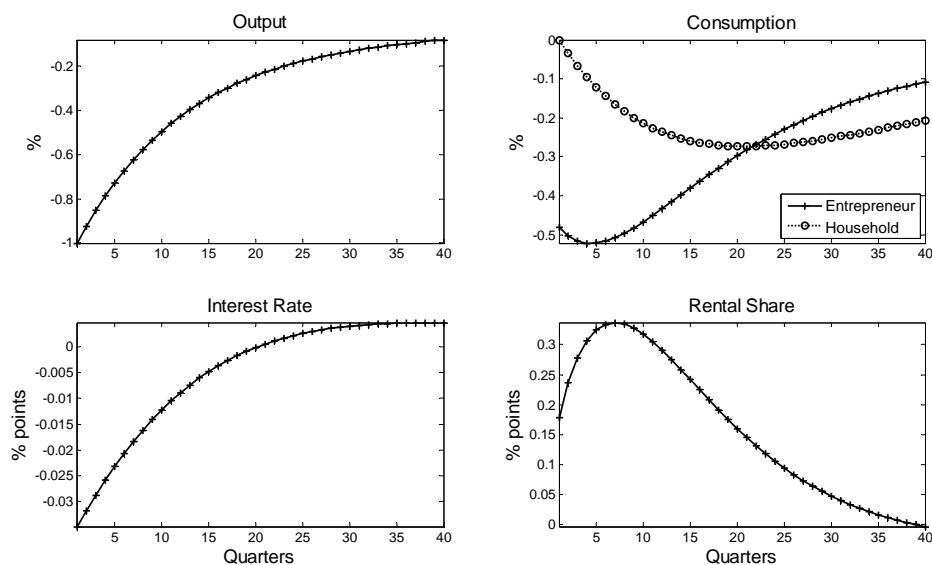 Output
%
-0.2
-0.4
-0.6
-0.8
-1
5 10 15 20 25 30 35 40
Consumption
%
0
-0.1
-0.2
-0.3
-0.4
-0.5
5 10 15 20 25 30 35 40
Entrepreneur
Household
Interest Rate
% points
0
-0.005
-0.01
-0.015
-0.02
-0.025
-0.03
5 10 15 20 25 30 35 40
Quarters
Rental Share
% points
0.3
0.25
0.2
0.15
0.1
0.05
0
5 10 15 20 25 30 35 40
Quarters